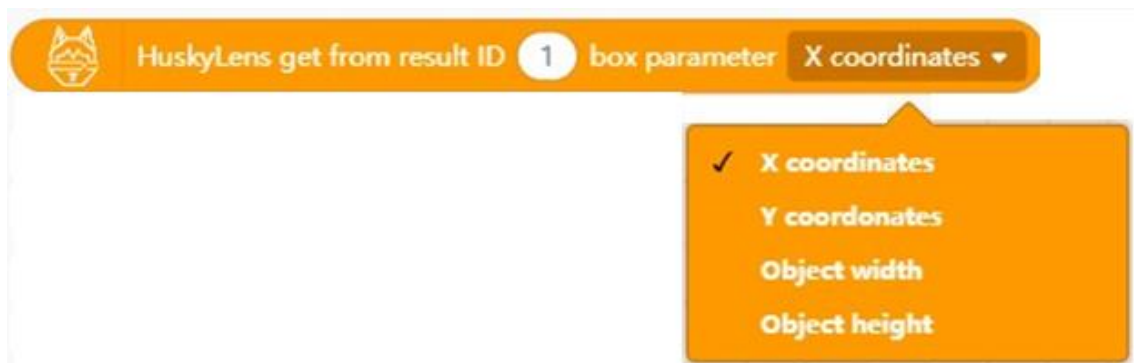 HuskyLens get from result ID 1 box parameter X coordinates
✓ X coordinates
Y coordonates
Object width
Object height